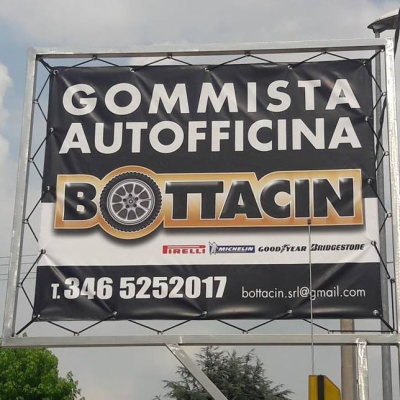 GOMMISTA
AUTOFFICINA
BOTTACIN
PIRELLI MICHELIN GOODYEAR BRIDGESTONE
T. 346 5252017 bottacin.srl@gmail.com